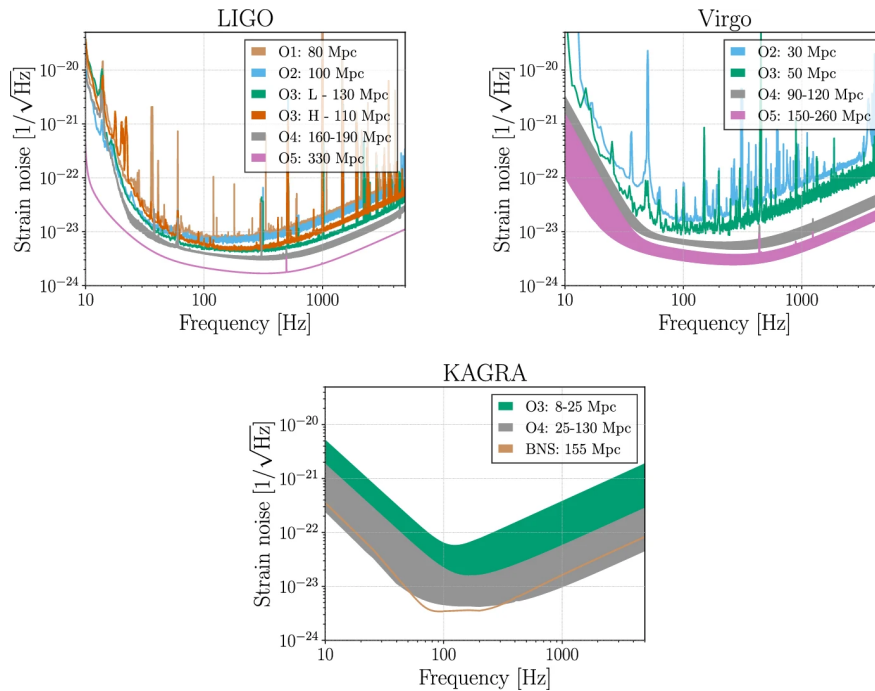 LIGO
Strain noise [1/√Hz]
10⁻²⁰
10⁻²¹
10⁻²²
10⁻²³
10⁻²⁴
O1: 80 Mpc
O2: 100 Mpc
O3: L - 130 Mpc
O3: H - 110 Mpc
O4: 160-190 Mpc
O5: 330 Mpc
10
100
1000
Frequency [Hz]
Virgo
Strain noise [1/√Hz]
10⁻²⁰
10⁻²¹
10⁻²²
10⁻²³
10⁻²⁴
O2: 30 Mpc
O3: 50 Mpc
O4: 90-120 Mpc
O5: 150-260 Mpc
10
100
1000
Frequency [Hz]
KAGRA
Strain noise [1/√Hz]
10⁻²⁰
10⁻²¹
10⁻²²
10⁻²³
10⁻²⁴
O3: 8-25 Mpc
O4: 25-130 Mpc
BNS: 155 Mpc
10
100
1000
Frequency [Hz]